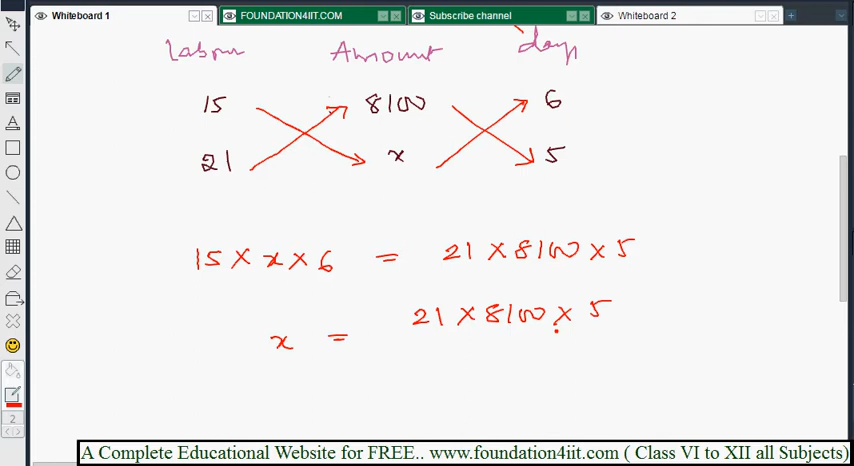 Whiteboard 1 FOUNDATION4IIT.COM Subscribe channel Whiteboard 2
Labour Amount days
15 8100 6
21 x 5
15 × x × 6 = 21 × 8100 × 5
21 × 8100 × 5
x =
2
A Complete Educational Website for FREE.. www.foundation4iit.com ( Class VI to XII all Subjects)